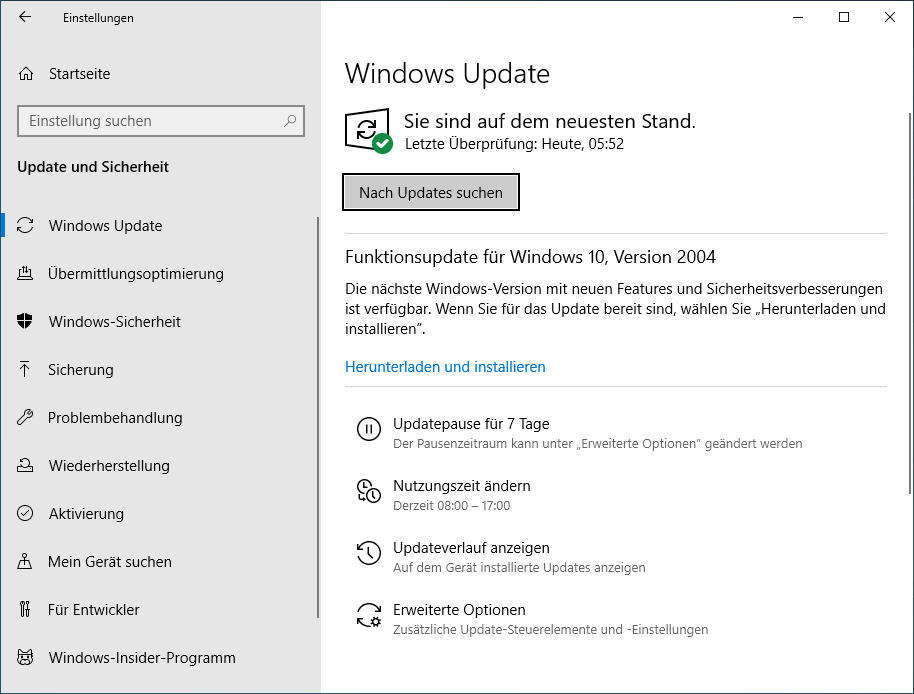 Einstellungen
Startseite
Einstellung suchen
Update und Sicherheit
Windows Update
Übermittlungsoptimierung
Windows-Sicherheit
Sicherung
Problembehandlung
Wiederherstellung
Aktivierung
Mein Gerät suchen
Für Entwickler
Windows-Insider-Programm
Windows Update
Sie sind auf dem neuesten Stand.
Letzte Überprüfung: Heute, 05:52
Nach Updates suchen
Funktionsupdate für Windows 10, Version 2004
Die nächste Windows-Version mit neuen Features und Sicherheitsverbesserungen
ist verfügbar. Wenn Sie für das Update bereit sind, wählen Sie „Herunterladen und
installieren“.
Herunterladen und installieren
Updatepause für 7 Tage
Der Pausenzeitraum kann unter „Erweiterte Optionen“ geändert werden
Nutzungszeit ändern
Derzeit 08:00 – 17:00
Updateverlauf anzeigen
Auf dem Gerät installierte Updates anzeigen
Erweiterte Optionen
Zusätzliche Update-Steuerelemente und -Einstellungen